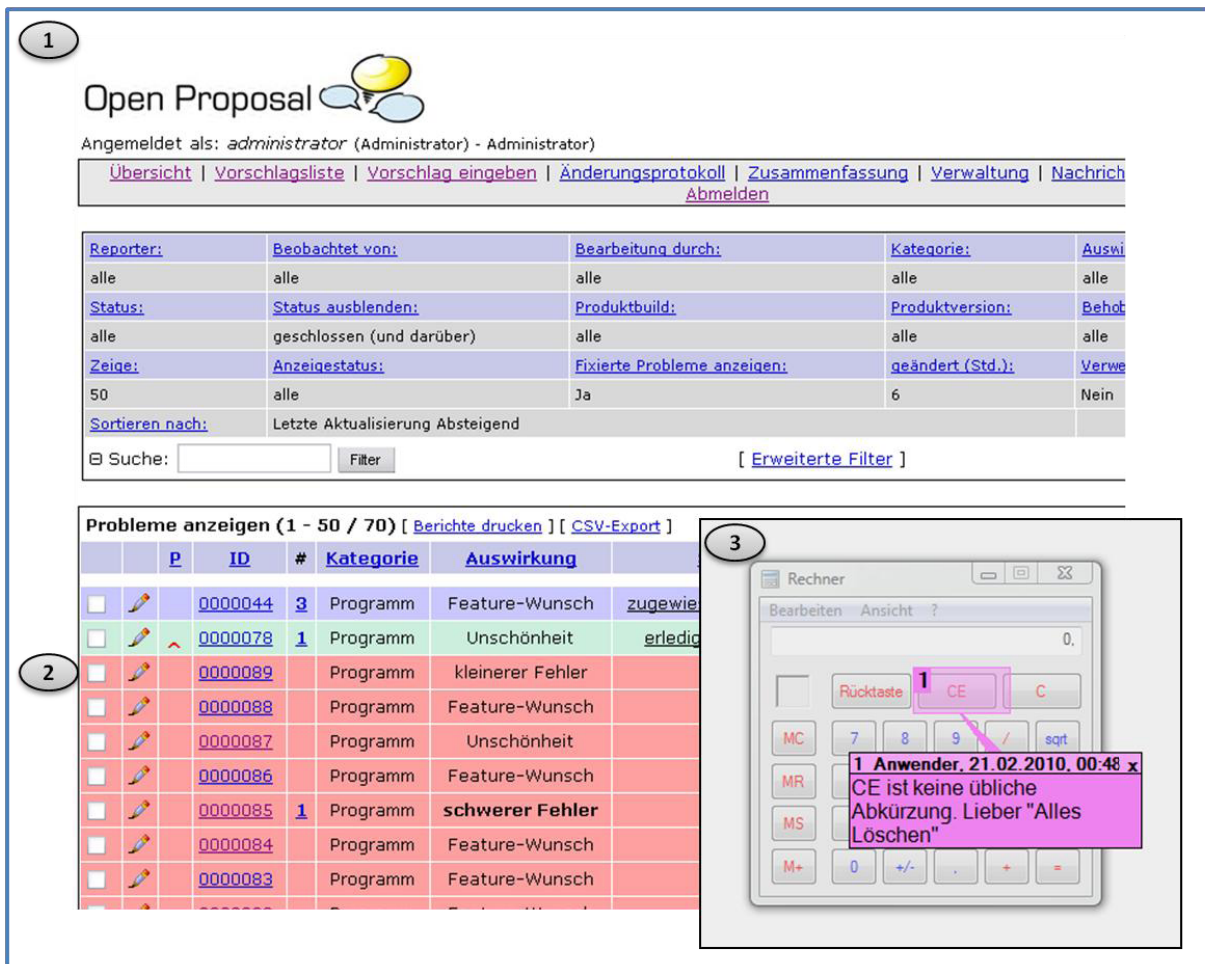 1
Open Proposal
Angemeldet als: administrator (Administrator) - Administrator)
Übersicht | Vorschlagsliste | Vorschlag eingeben | Änderungsprotokoll | Zusammenfassung | Verwaltung | Nachrich
Abmelden
Reporter: Beobachtet von: Bearbeitung durch: Kategorie: Auswi
alle alle alle alle alle
Status: Status ausblenden: Produktbuild: Produktversion: Behob
alle geschlossen (und darüber) alle alle alle
Zeige: Anzeigestatus: Fixierte Probleme anzeigen: geändert (Std.): Verwe
50 alle Ja 6 Nein
Sortieren nach: Letzte Aktualisierung Absteigend
Suche: Filter [ Erweiterte Filter ]
Probleme anzeigen (1 - 50 / 70) [ Berichte drucken ] [ CSV-Export ]
P ID # Kategorie Auswirkung
0000044 3 Programm Feature-Wunsch zugewie
0000078 1 Programm Unschönheit erledig
2
0000089 Programm kleinerer Fehler
0000088 Programm Feature-Wunsch
0000087 Programm Unschönheit
0000086 Programm Feature-Wunsch
0000085 1 Programm schwerer Fehler
0000084 Programm Feature-Wunsch
0000083 Programm Feature-Wunsch
3
Rechner
Bearbeiten Ansicht ?
0,
Rücktaste 1 CE C
MC 7 8 9 / sqrt
1 Anwender, 21.02.2010, 00:48 x
MR
CE ist keine übliche
Abkürzung. Lieber "Alles
MS
Löschen"
M+ 0 +/- , + =